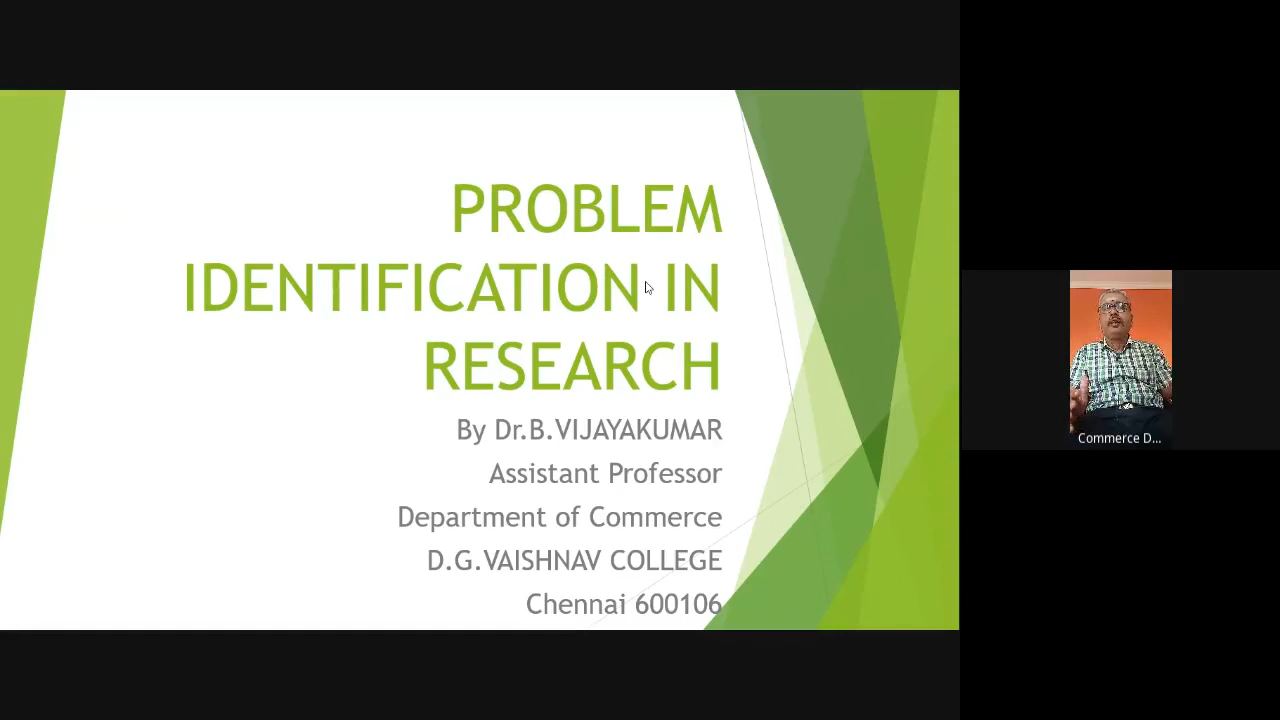 PROBLEM
IDENTIFICATION IN
RESEARCH
By Dr.B.VIJAYAKUMAR
Assistant Professor
Department of Commerce
D.G.VAISHNAV COLLEGE
Chennai 600106
Commerce D...